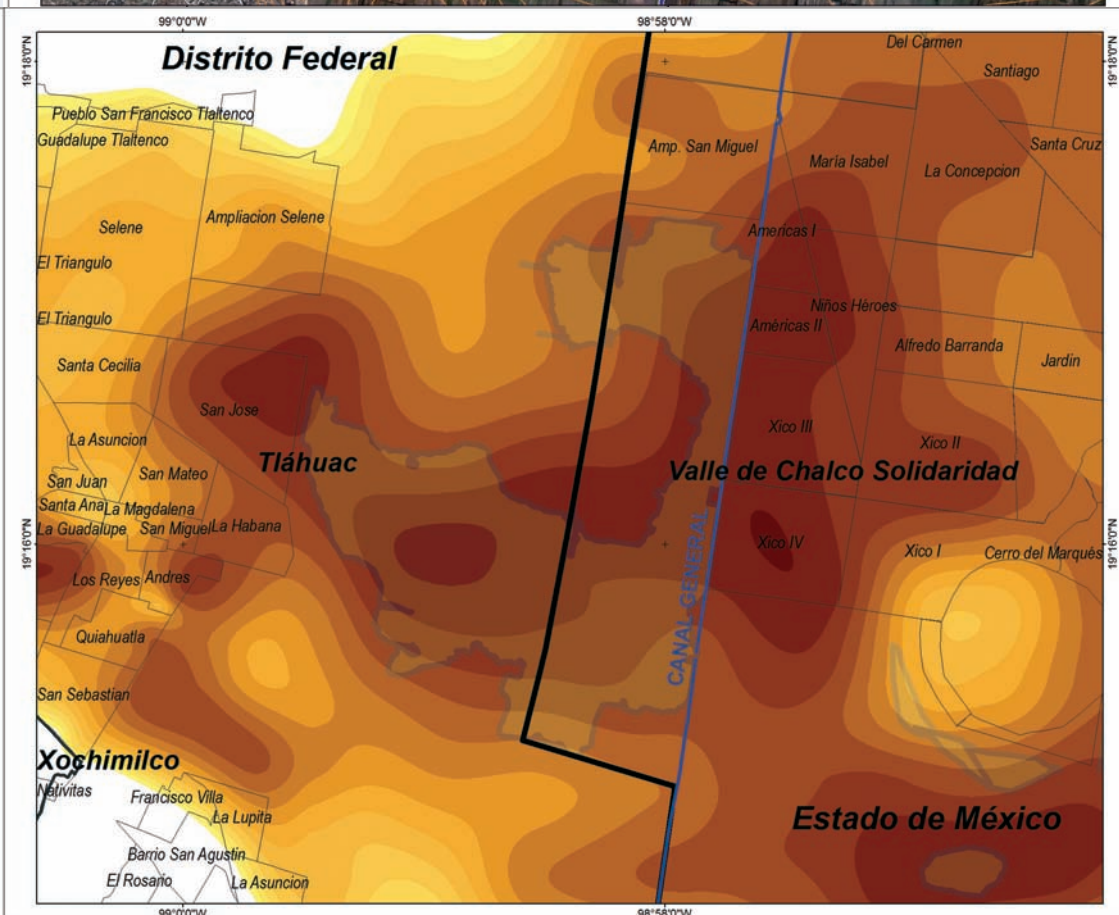 99°0'0"W
98°58'0"W
19°18'0"N
19°18'0"N
Distrito Federal
Del Carmen
Santiago
Pueblo San Francisco Tlaltenco
Guadalupe Tlaltenco
Amp. San Miguel
María Isabel
Santa Cruz
La Concepcion
Selene
Ampliacion Selene
Americas I
El Triangulo
Niños Héroes
El Triangulo
Américas II
Alfredo Barranda
Jardin
Santa Cecilia
San Jose
La Asuncion
Xico III
Xico II
Tláhuac
Valle de Chalco Solidaridad
San Mateo
San Juan
Santa Ana
La Magdalena
La Guadalupe
San Miguel
La Habana
19°16'0"N
19°16'0"N
Xico IV
Xico I
Cerro del Marqués
Los Reyes
Andres
CANAL GENERAL
Quiahuatla
San Sebastian
Xochimilco
Nativitas
Francisco Villa
La Lupita
Estado de México
Barrio San Agustin
El Rosario
La Asuncion
99°0'0"W
98°58'0"W